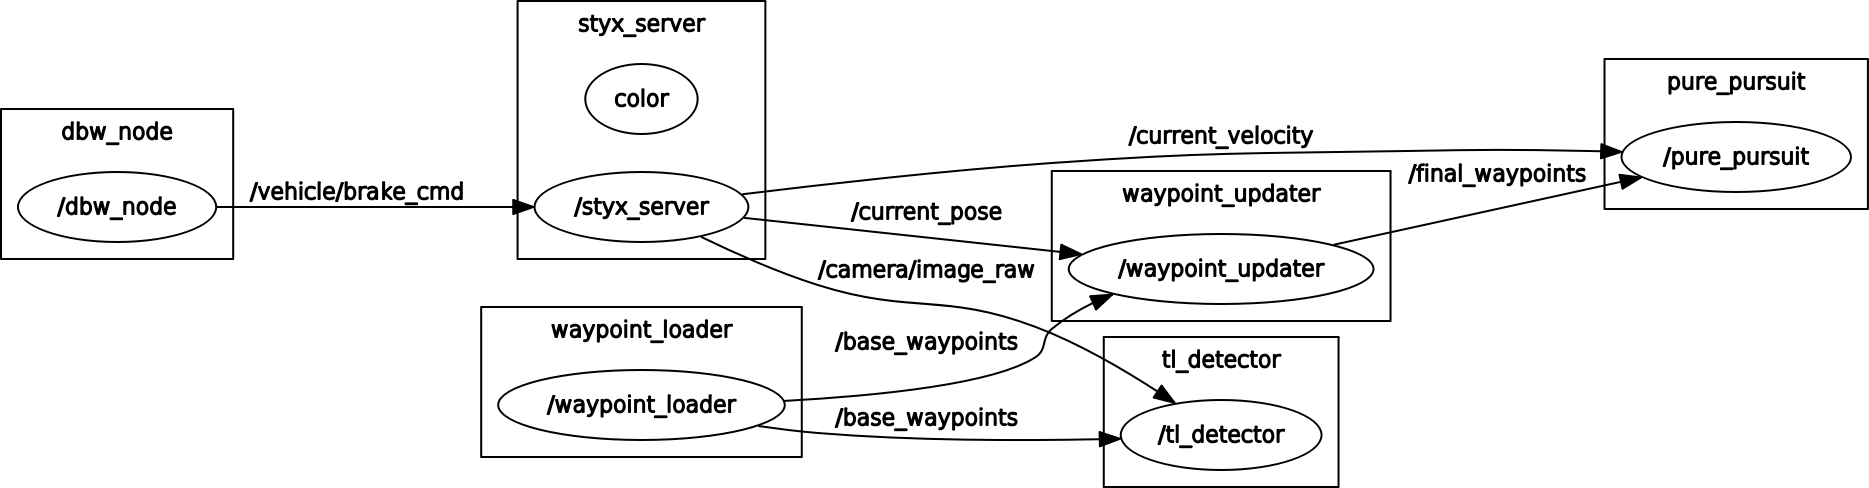 dbw_node
/dbw_node
/vehicle/brake_cmd
styx_server
color
/styx_server
/current_velocity
/current_pose
/camera/image_raw
waypoint_loader
/waypoint_loader
/base_waypoints
/base_waypoints
waypoint_updater
/waypoint_updater
/final_waypoints
tl_detector
/tl_detector
pure_pursuit
/pure_pursuit